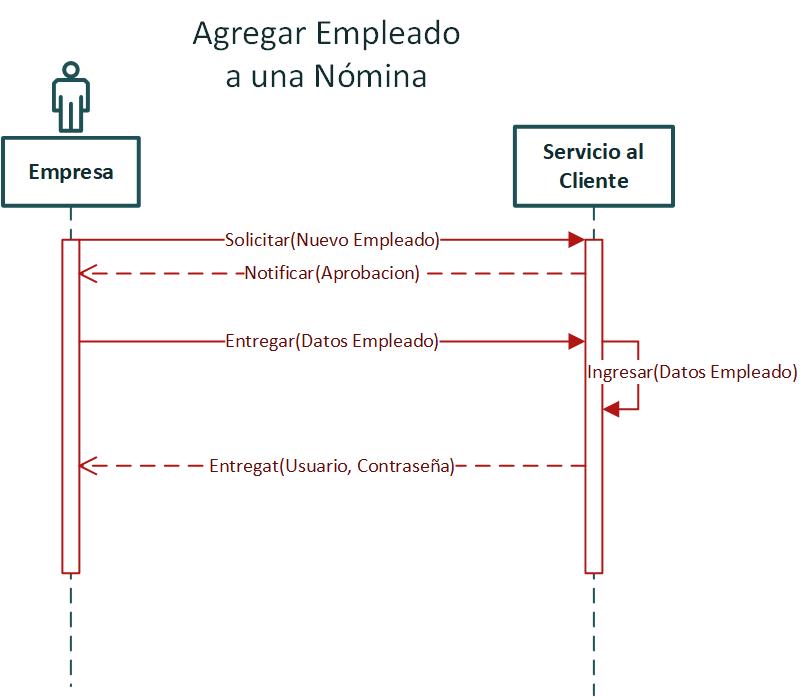 Agregar Empleado
a una Nómina
Empresa
Servicio al
Cliente
Solicitar(Nuevo Empleado)
Notificar(Aprobacion)
Entregar(Datos Empleado)
Ingresar(Datos Empleado)
Entregat(Usuario, Contraseña)